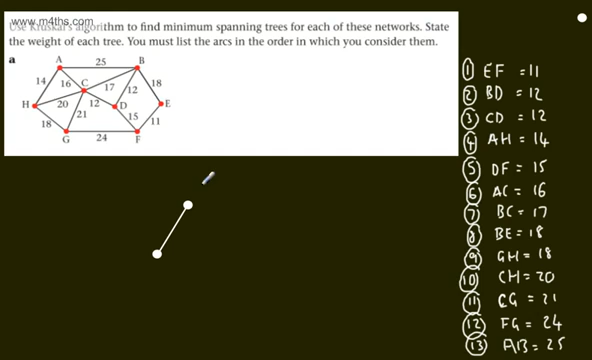 www.m4ths.com
Use Kruskal's algorithm to find minimum spanning trees for each of these networks. State
the weight of each tree. You must list the arcs in the order in which you consider them.
a
A 25 B
14 16 C 17 12 18
H 20 12 D E
21 15 11
18
G 24 F
1 EF = 11
2 BD = 12
3 CD = 12
4 AH = 14
5 DF = 15
6 AC = 16
7 BC = 17
8 BE = 18
9 GH = 18
10 CH = 20
11 CG = 21
12 FG = 24
13 AB = 25